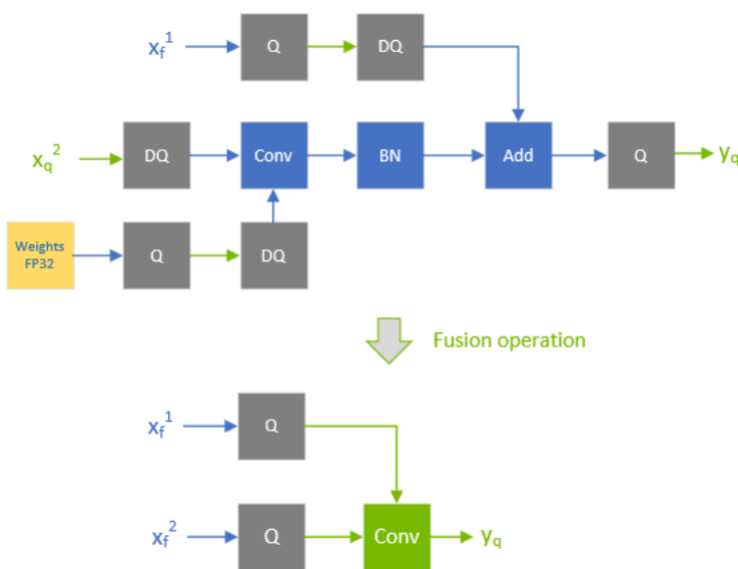 x_f^1 Q DQ
x_q^2 DQ Conv BN Add Q y_q
Weights
FP32
Q DQ
Fusion operation
x_f^1 Q
x_f^2 Q Conv y_q